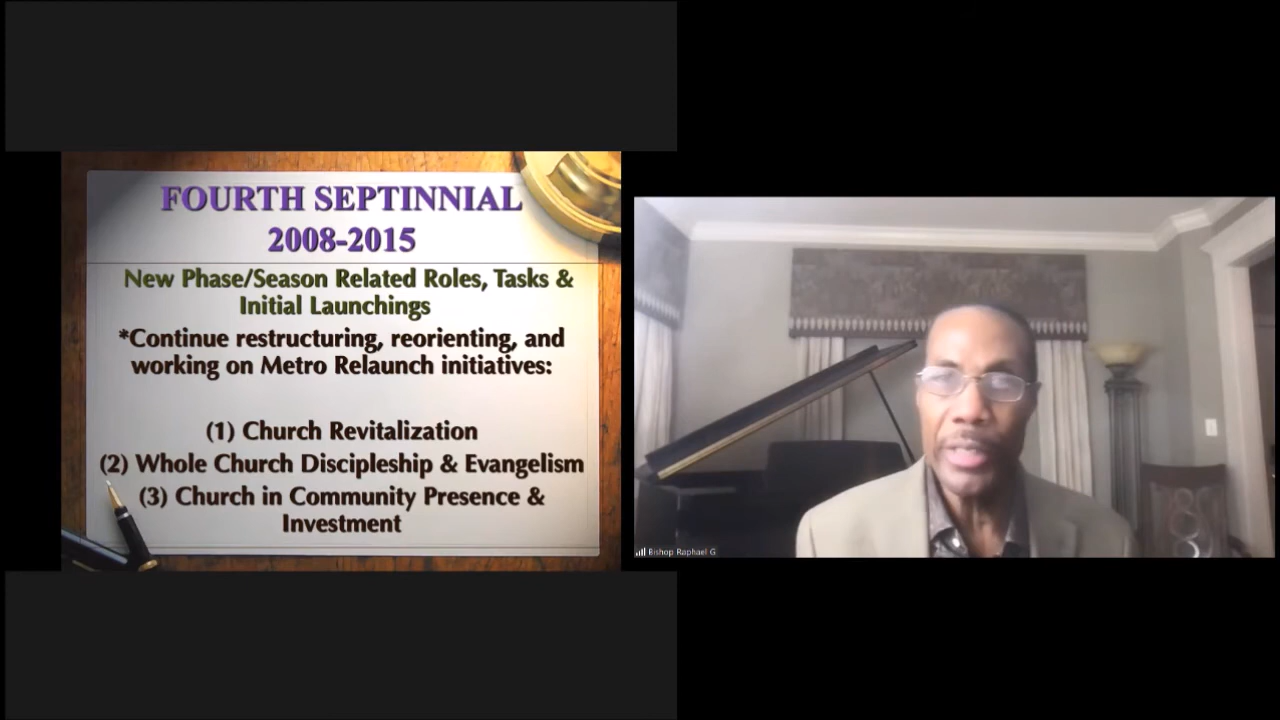 FOURTH SEPTINNIAL
2008-2015
New Phase/Season Related Roles, Tasks &
Initial Launchings
*Continue restructuring, reorienting, and
working on Metro Relaunch initiatives:
(1) Church Revitalization
(2) Whole Church Discipleship & Evangelism
(3) Church in Community Presence &
Investment
Bishop Raphael G